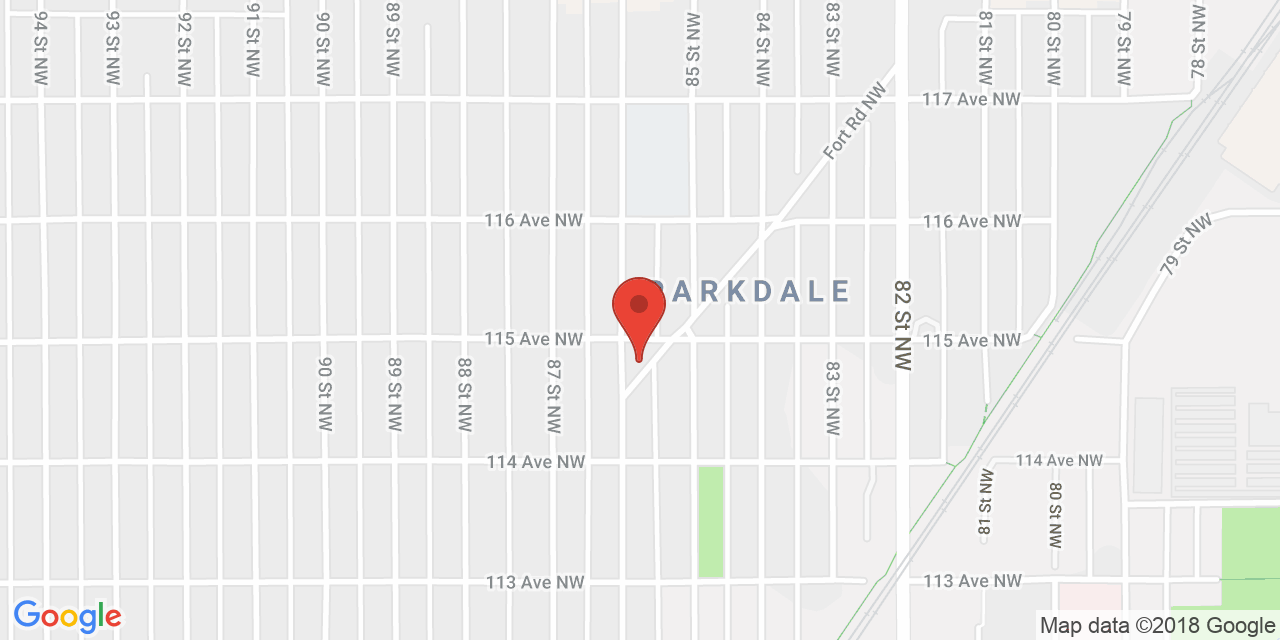 94 St NW
93 St NW
92 St NW
91 St NW
90 St NW
89 St NW
85 St NW
84 St NW
83 St NW
81 St NW
80 St NW
79 St NW
78 St NW
117 Ave NW
Fort Rd NW
116 Ave NW
116 Ave NW
79 St NW
PARKDALE
82 St NW
115 Ave NW
115 Ave NW
90 St NW
89 St NW
88 St NW
87 St NW
83 St NW
114 Ave NW
114 Ave NW
81 St NW
80 St NW
113 Ave NW
113 Ave NW
Google
Map data ©2018 Google